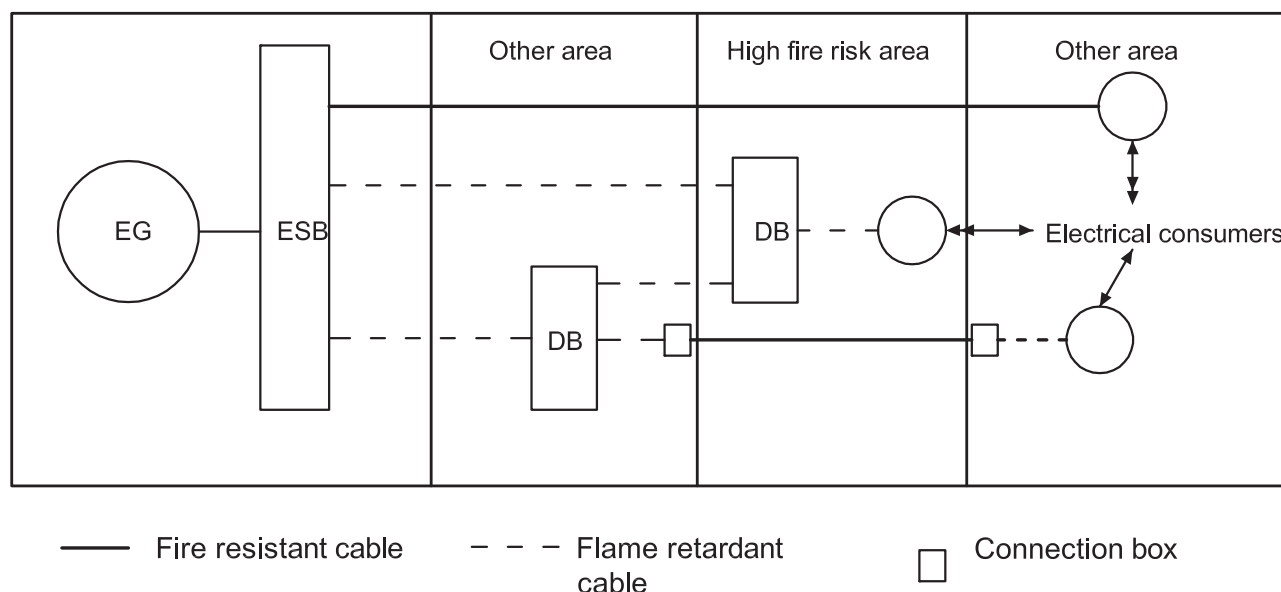 Other area
High fire risk area
Other area
EG
ESB
DB
Electrical consumers
DB
Fire resistant cable
Flame retardant
cable
Connection box